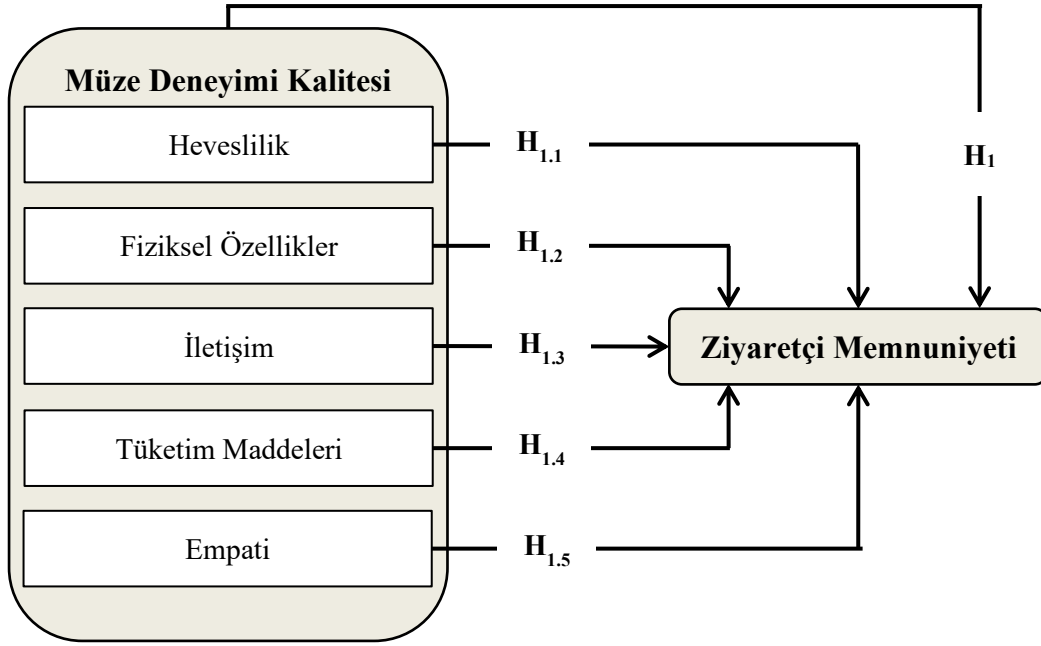 Müze Deneyimi Kalitesi
Heveslilik
H1.1
H1
Fiziksel Özellikler
H1.2
İletişim
H1.3
Ziyaretçi Memnuniyeti
Tüketim Maddeleri
H1.4
Empati
H1.5